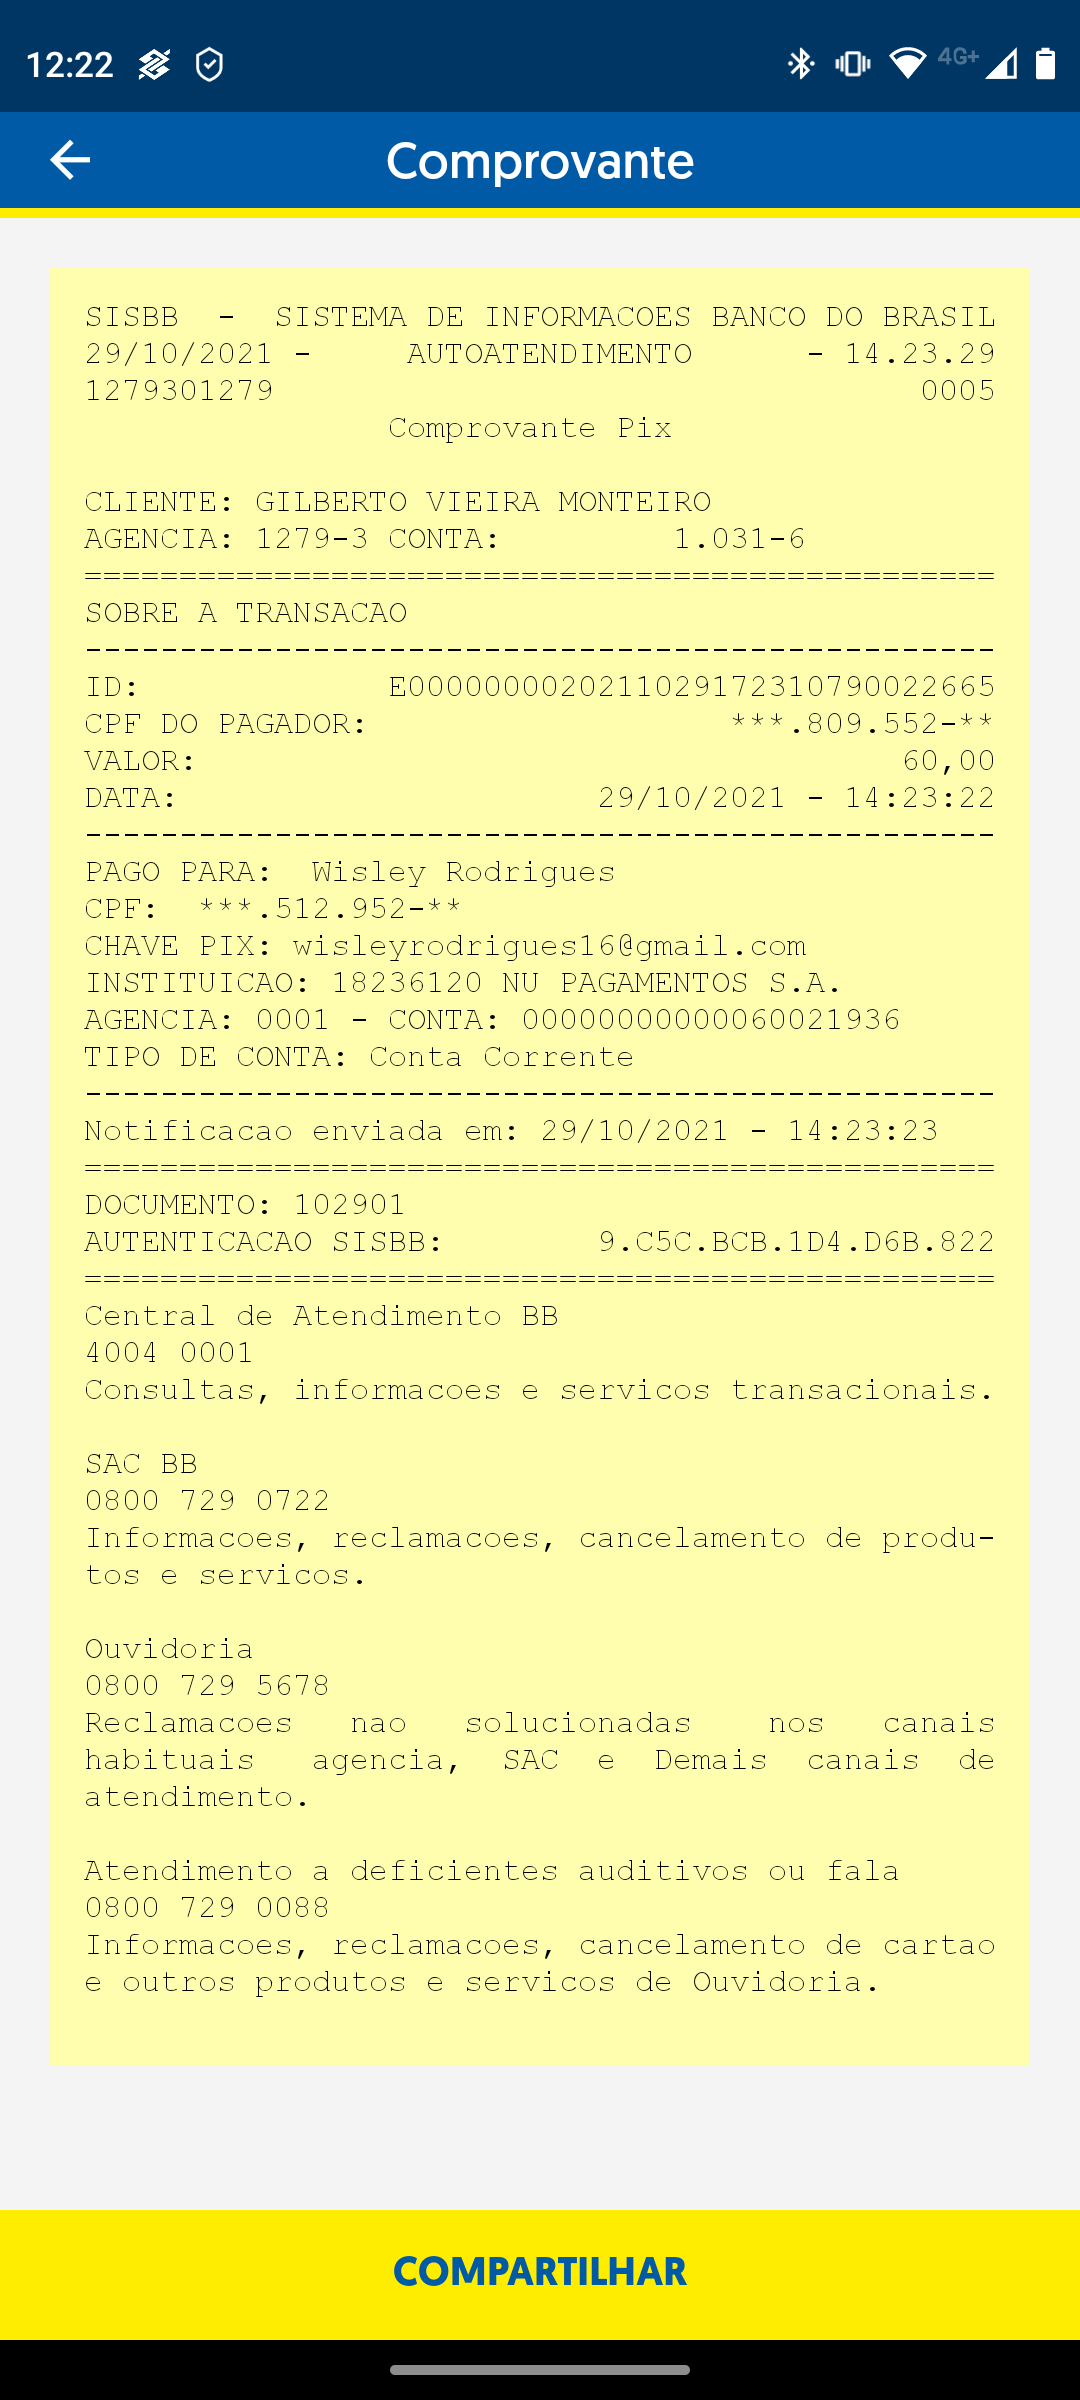 12:22
4G+
Comprovante
SISBB - SISTEMA DE INFORMACOES BANCO DO BRASIL
29/10/2021 - AUTOATENDIMENTO - 14.23.29
1279301279 0005
Comprovante Pix
CLIENTE: GILBERTO VIEIRA MONTEIRO
AGENCIA: 1279-3 CONTA: 1.031-6
================================================
SOBRE A TRANSACAO
------------------------------------------------
ID: E0000000020211029172310790022665
CPF DO PAGADOR: ***.809.552-**
VALOR: 60,00
DATA: 29/10/2021 - 14:23:22
------------------------------------------------
PAGO PARA: Wisley Rodrigues
CPF: ***.512.952-**
CHAVE PIX: wisleyrodrigues16@gmail.com
INSTITUICAO: 18236120 NU PAGAMENTOS S.A.
AGENCIA: 0001 - CONTA: 00000000000060021936
TIPO DE CONTA: Conta Corrente
------------------------------------------------
Notificacao enviada em: 29/10/2021 - 14:23:23
================================================
DOCUMENTO: 102901
AUTENTICACAO SISBB: 9.C5C.BCB.1D4.D6B.822
================================================
Central de Atendimento BB
4004 0001
Consultas, informacoes e servicos transacionais.
SAC BB
0800 729 0722
Informacoes, reclamacoes, cancelamento de produ-
tos e servicos.
Ouvidoria
0800 729 5678
Reclamacoes nao solucionadas nos canais
habituais agencia, SAC e Demais canais de
atendimento.
Atendimento a deficientes auditivos ou fala
0800 729 0088
Informacoes, reclamacoes, cancelamento de cartao
e outros produtos e servicos de Ouvidoria.
COMPARTILHAR